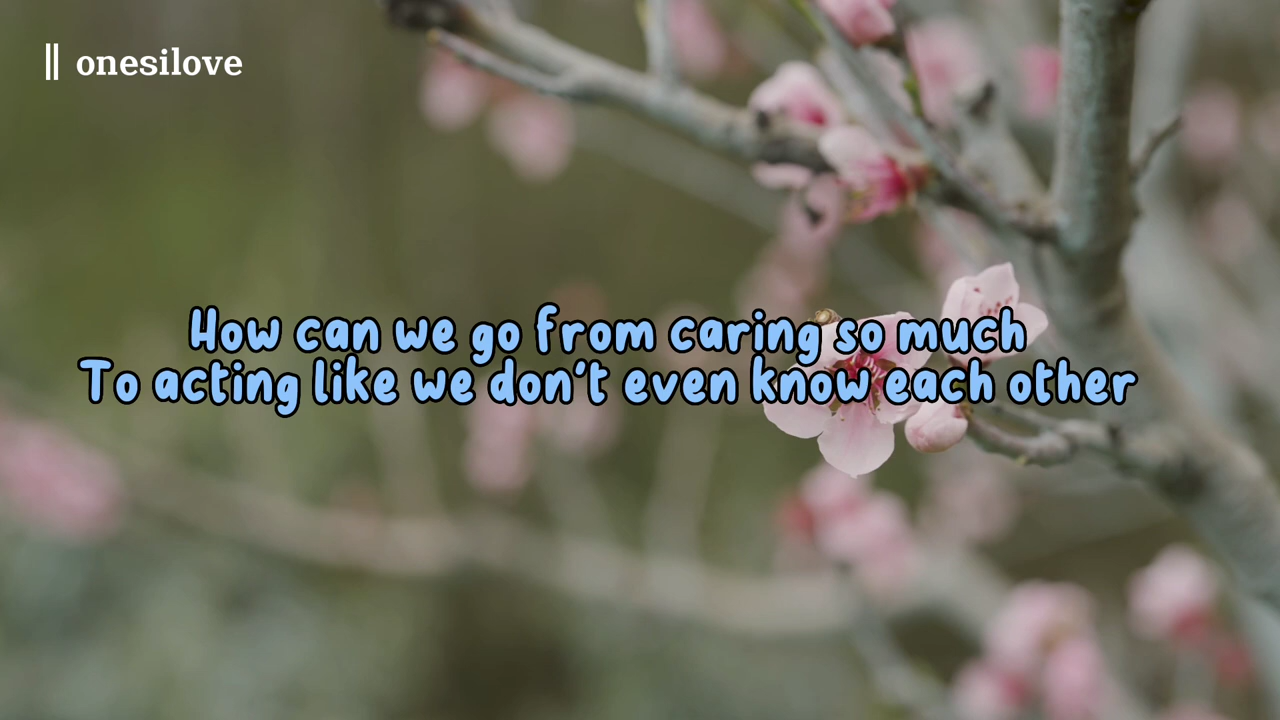 || onesilove
How can we go from caring so much
To acting like we don't even know each other